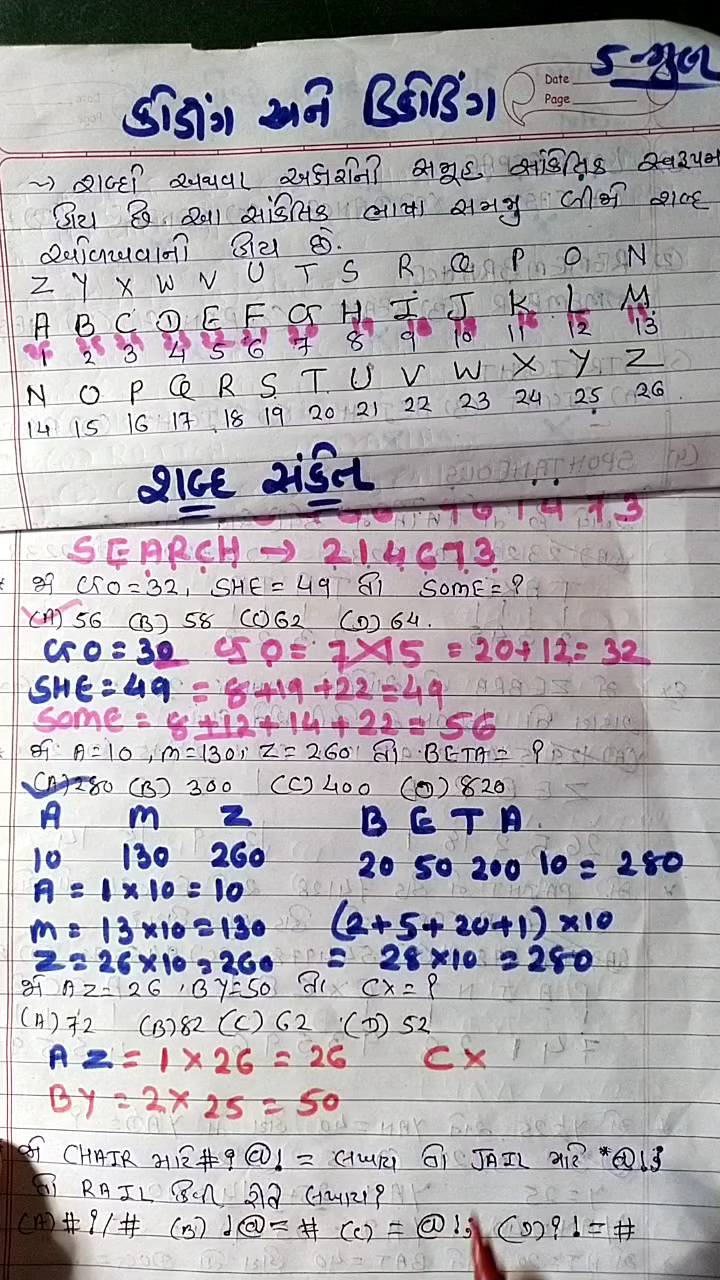 5-ગુણ
Date
Page
કોડીંગ અને ડિકોડિંગ
~) શબ્દો અથવા અક્ષરોની સમૂહ સાંકેતિક સ્વરૂપમ
હોય છે આ સાંકેતિક ભાષા સમજી બીજો શબ્દ
ઓળખવાનો હોય છે.
Z Y X W V U T S R Q P O N
A B C D E F G H I J K L M
1 2 3 4 5 6 7 8 9 10 11 12 13
N O P Q R S T U V W X Y Z
14 15 16 17 18 19 20 21 22 23 24 25 26
શબ્દ સંકેત
SEARCH → 214673
જો GO=32, SHE=49 તો SOME=?
(A) 56 (B) 58 (C) 62 (D) 64.
GO=32 GO= 7×15 = 20+12=32
SHE=49 = 8+19+22=49
SOME = 8+12+14+22=56
જો A=10, M=130, Z=260 તો BETA=?
(A) 280 (B) 300 (C) 400 (D) 820
A M Z B E T A
10 130 260 20 50 200 10 = 280
A = 1×10=10
M= 13×10=130 (2+5+20+1)×10
Z=26×10=260 = 28×10=280
જો AZ=26, BY=50 તો CX=?
(A) 72 (B) 82 (C) 62 (D) 52
AZ=1×26=26 CX
BY=2×25=50
જો CHAIR માટે #?@!= લખાય તો JAIL માટે *@!;
તો RAIL કેવી રીતે લખાય?
(A) #?/# (B) !@=# (C) =@!; (D) ?!=#